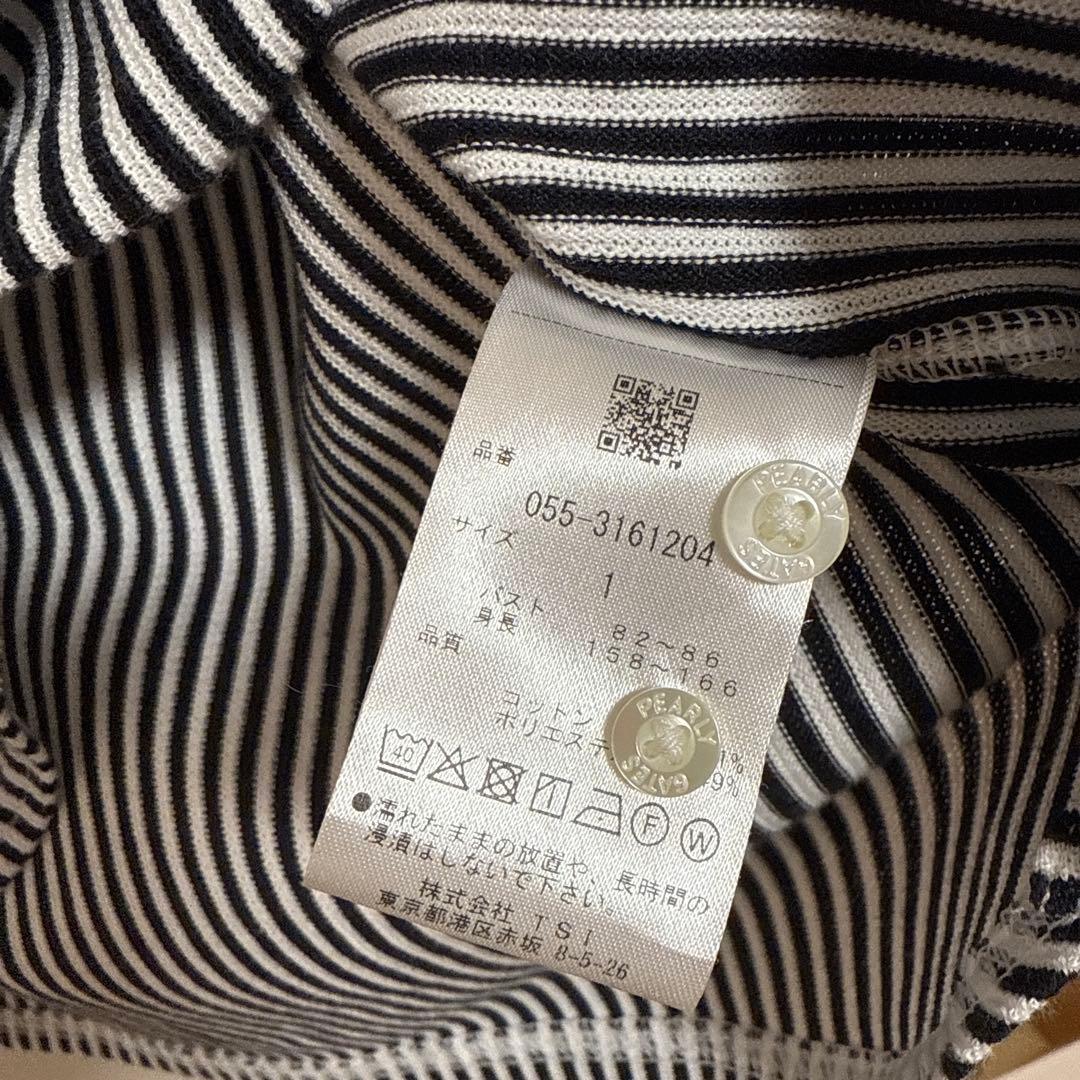 品番
055-3161204
サイズ
1
バスト 82～86
身長 158～166
品質
コットン 1%
ポリエステ 9%
40
F W
●濡れたままの放置や、長時間の
浸漬はしないで下さい。
株式会社 TSI
東京都港区赤坂 8-5-26
PEARLY
GATES
PEARLY
GATES